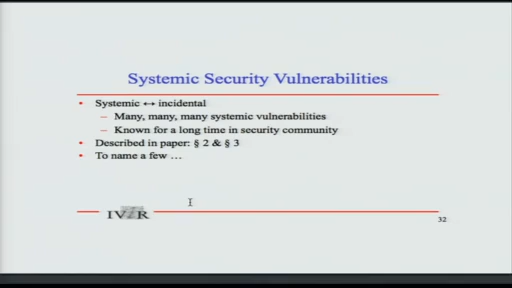 Systemic Security Vulnerabilities
• Systemic ↔ incidental
– Many, many, many systemic vulnerabilities
– Known for a long time in security community
• Described in paper: § 2 & § 3
• To name a few …
32